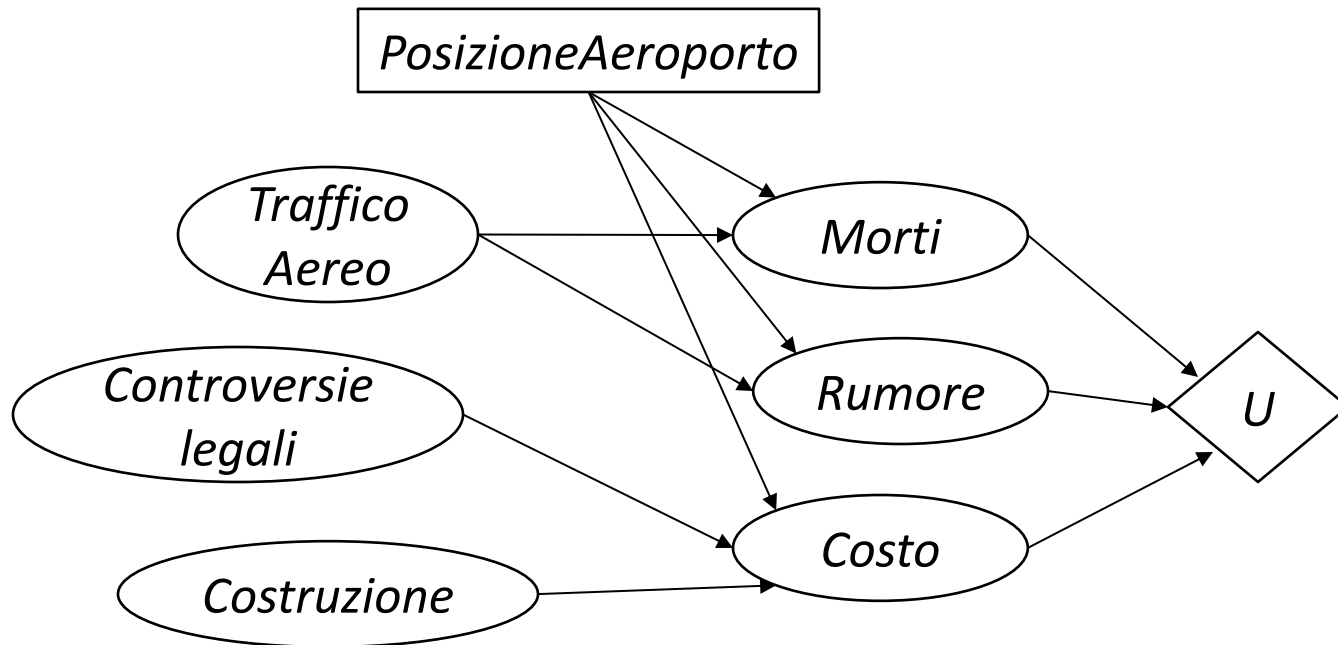 PosizioneAeroporto
Traffico
Aereo
Morti
Controversie
legali
Rumore
U
Costo
Costruzione